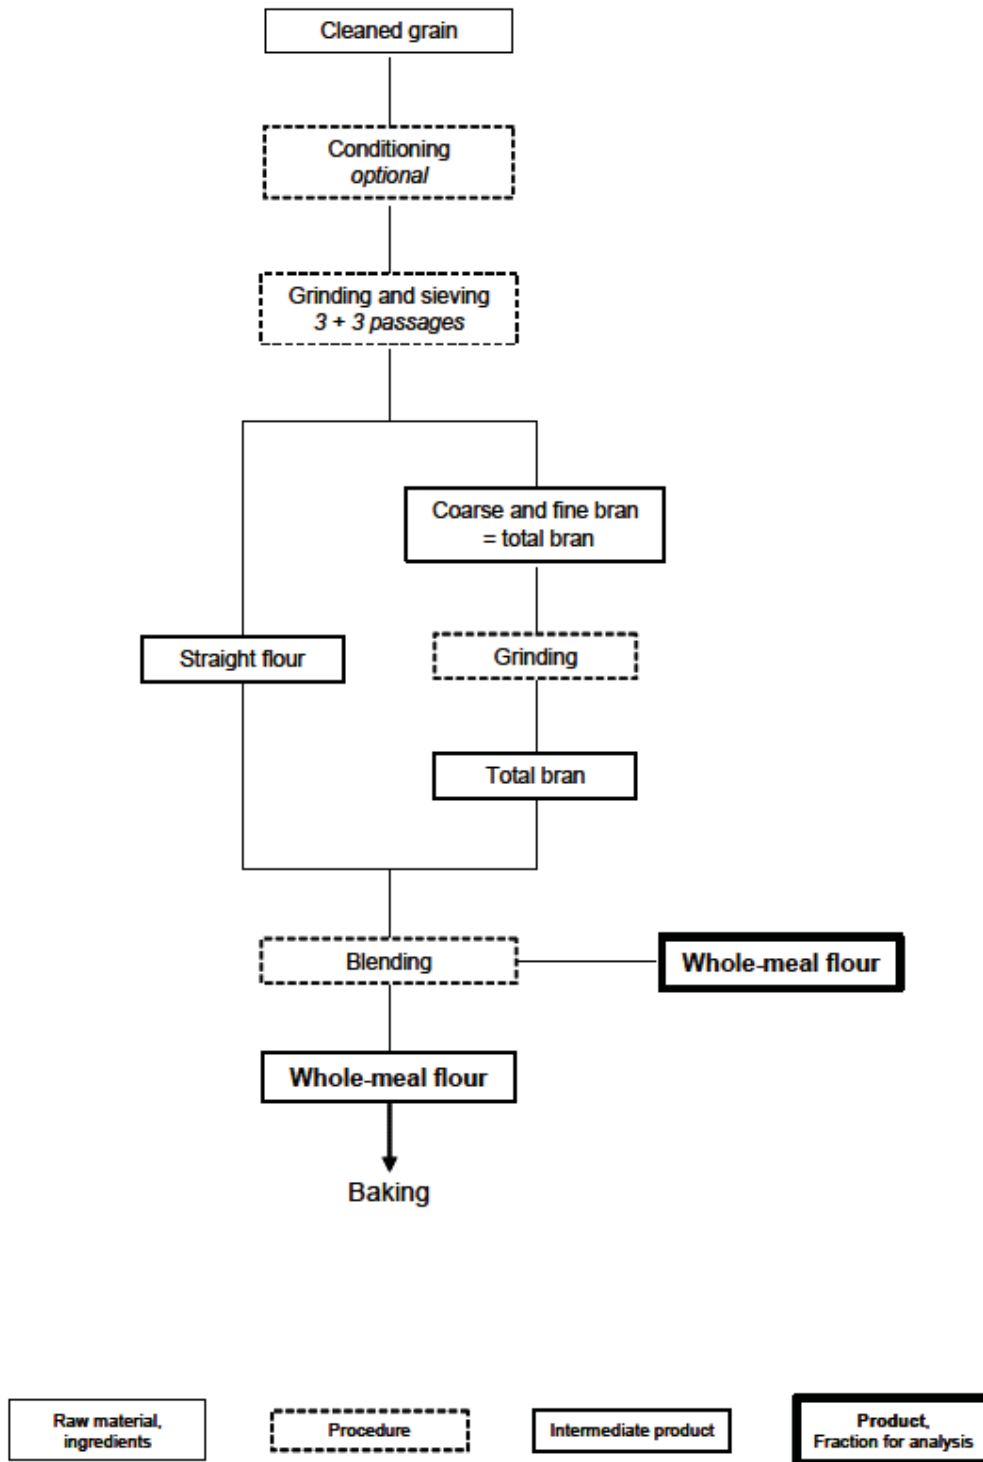 Cleaned grain
Conditioning
optional
Grinding and sieving
3 + 3 passages
Coarse and fine bran
= total bran
Straight flour
Grinding
Total bran
Blending
Whole-meal flour
Whole-meal flour
Baking
Raw material,
ingredients
Procedure
Intermediate product
Product,
Fraction for analysis